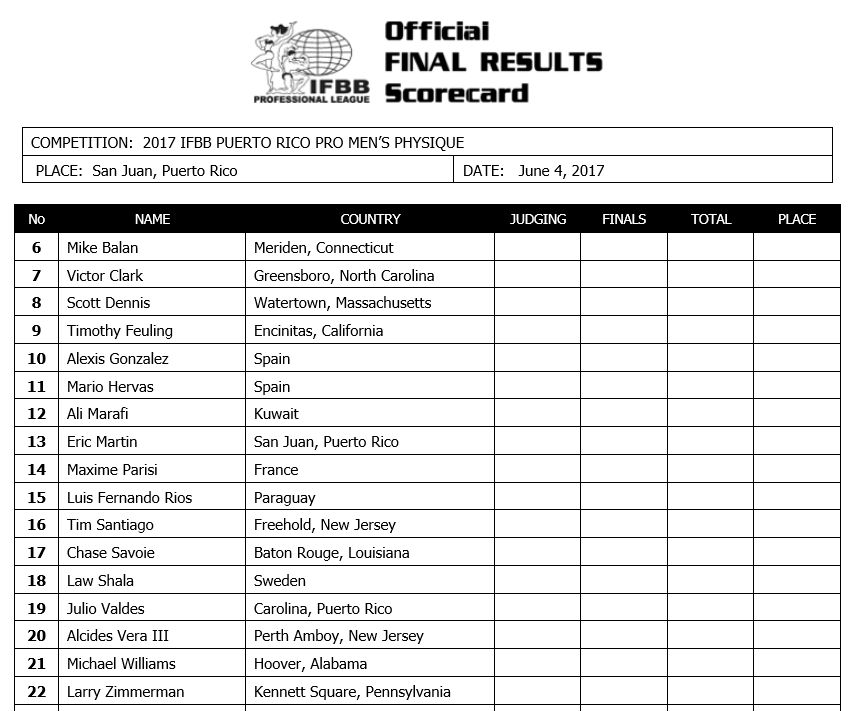 Official
FINAL RESULTS
Scorecard
IFBB
PROFESSIONAL LEAGUE
COMPETITION: 2017 IFBB PUERTO RICO PRO MEN’S PHYSIQUE
PLACE: San Juan, Puerto Rico DATE: June 4, 2017
No NAME COUNTRY JUDGING FINALS TOTAL PLACE
6 Mike Balan Meriden, Connecticut
7 Victor Clark Greensboro, North Carolina
8 Scott Dennis Watertown, Massachusetts
9 Timothy Feuling Encinitas, California
10 Alexis Gonzalez Spain
11 Mario Hervas Spain
12 Ali Marafi Kuwait
13 Eric Martin San Juan, Puerto Rico
14 Maxime Parisi France
15 Luis Fernando Rios Paraguay
16 Tim Santiago Freehold, New Jersey
17 Chase Savoie Baton Rouge, Louisiana
18 Law Shala Sweden
19 Julio Valdes Carolina, Puerto Rico
20 Alcides Vera III Perth Amboy, New Jersey
21 Michael Williams Hoover, Alabama
22 Larry Zimmerman Kennett Square, Pennsylvania